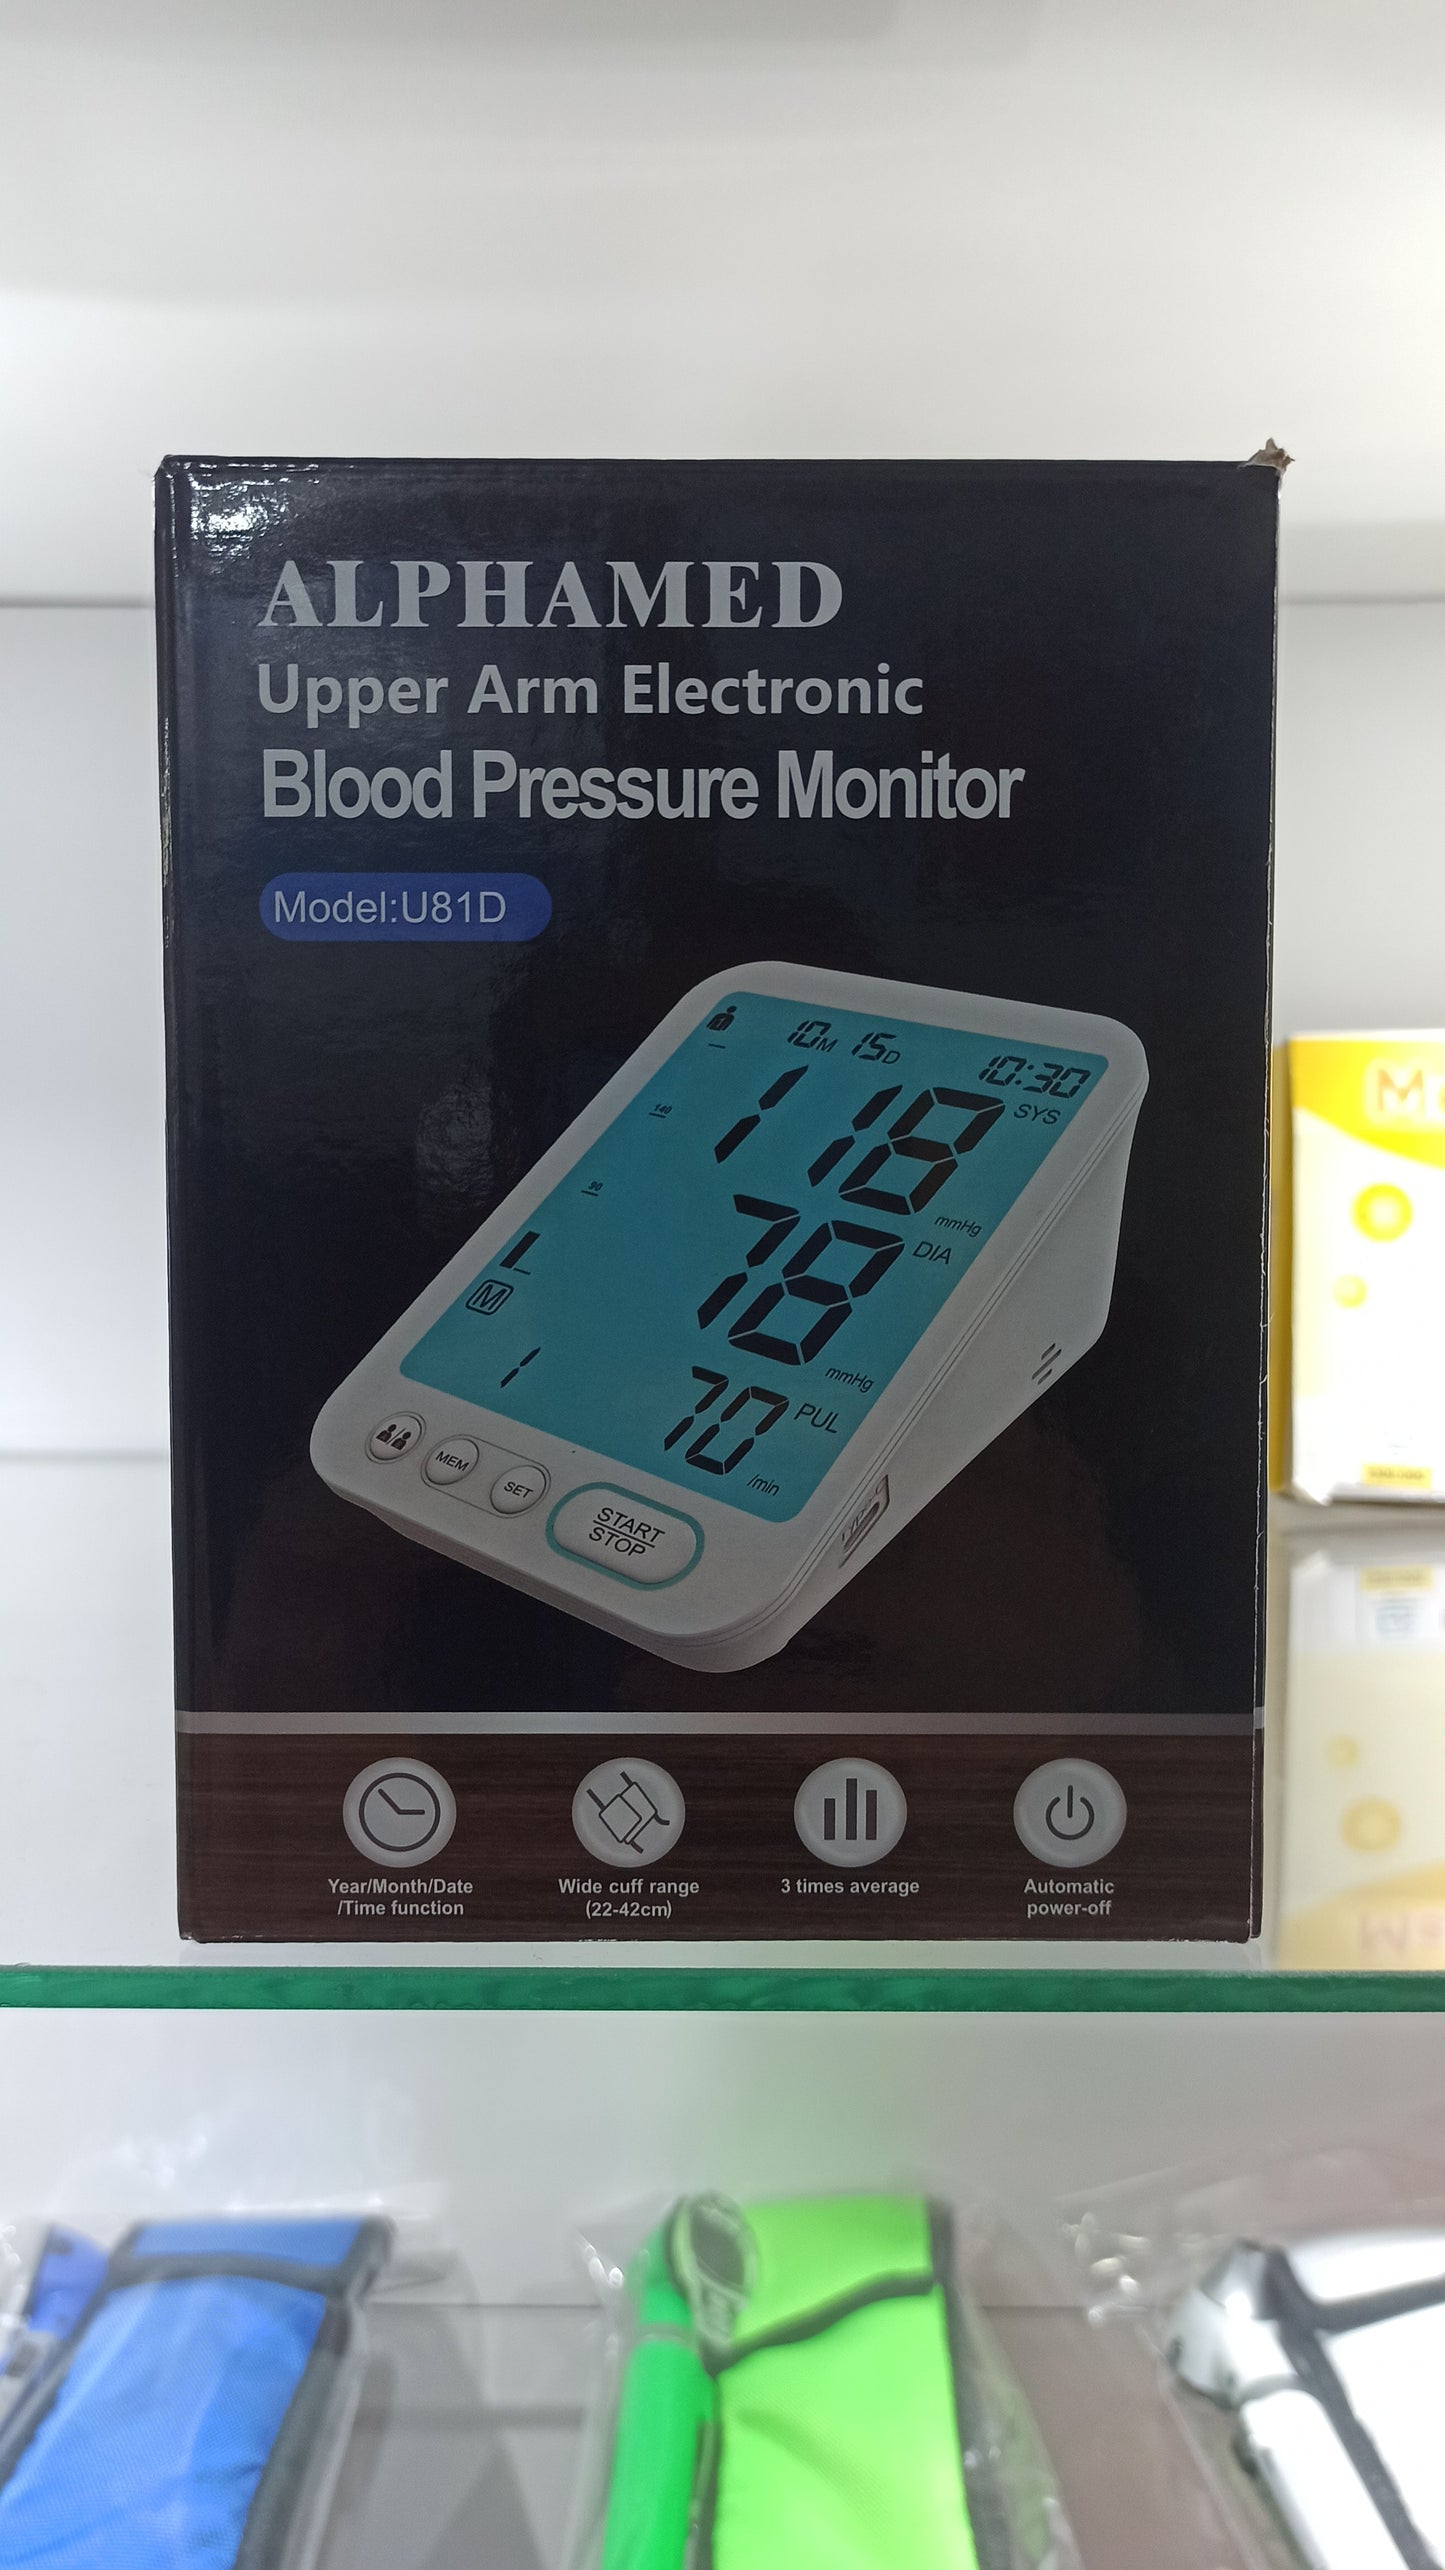 ALPHAMED
Upper Arm Electronic
Blood Pressure Monitor
Model:U81D
10M 15D 10:30
118 SYS
mmHg
140
90
78 DIA
mmHg
M
1
70 PUL
/min
MEM
SET
START
STOP
Year/Month/Date
/Time function
Wide cuff range
(22-42cm)
3 times average
Automatic
power-off